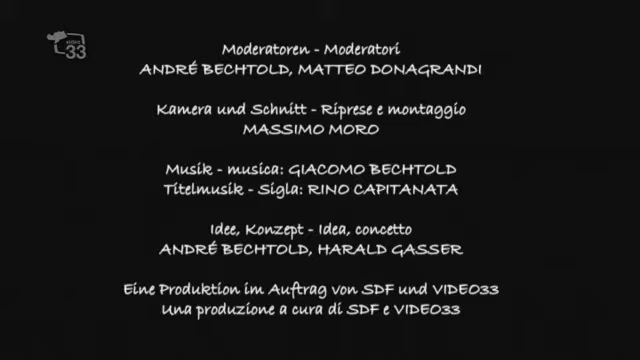 video
33
Moderatoren - Moderatori
ANDRÉ BECHTOLD, MATTEO DONAGRANDI
Kamera und Schnitt - Riprese e montaggio
MASSIMO MORO
Musik - musica: GIACOMO BECHTOLD
Titelmusik - Sigla: RINO CAPITANATA
Idee, Konzept - Idea, concetto
ANDRÉ BECHTOLD, HARALD GASSER
Eine Produktion im Auftrag von SDF und VIDEO33
Una produzione a cura di SDF e VIDEO33